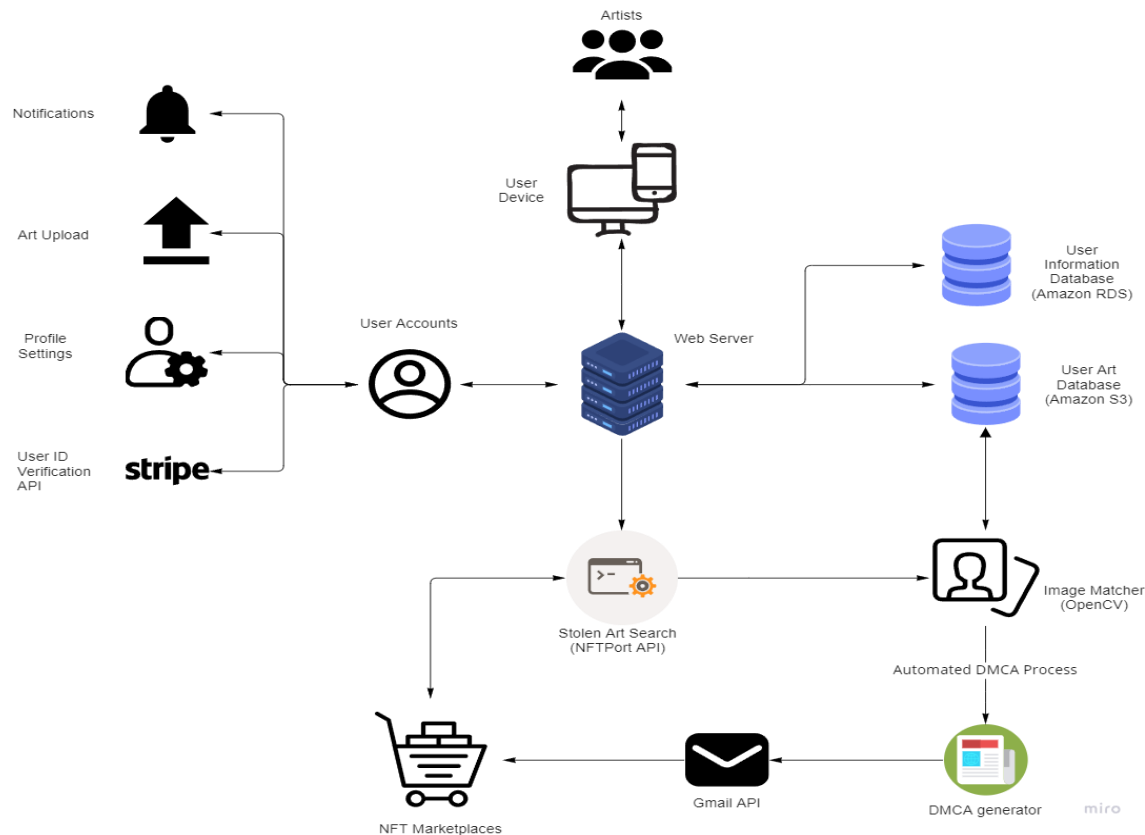 Artists
Notifications
User
Device
Art Upload
User
Information
Database
(Amazon RDS)
Profile
Settings
User Accounts
Web Server
User Art
Database
(Amazon S3)
User ID
Verification
API
stripe
Stolen Art Search
(NFTPort API)
Image Matcher
(OpenCV)
Automated DMCA Process
Gmail API
DMCA generator
miro
NFT Marketplaces